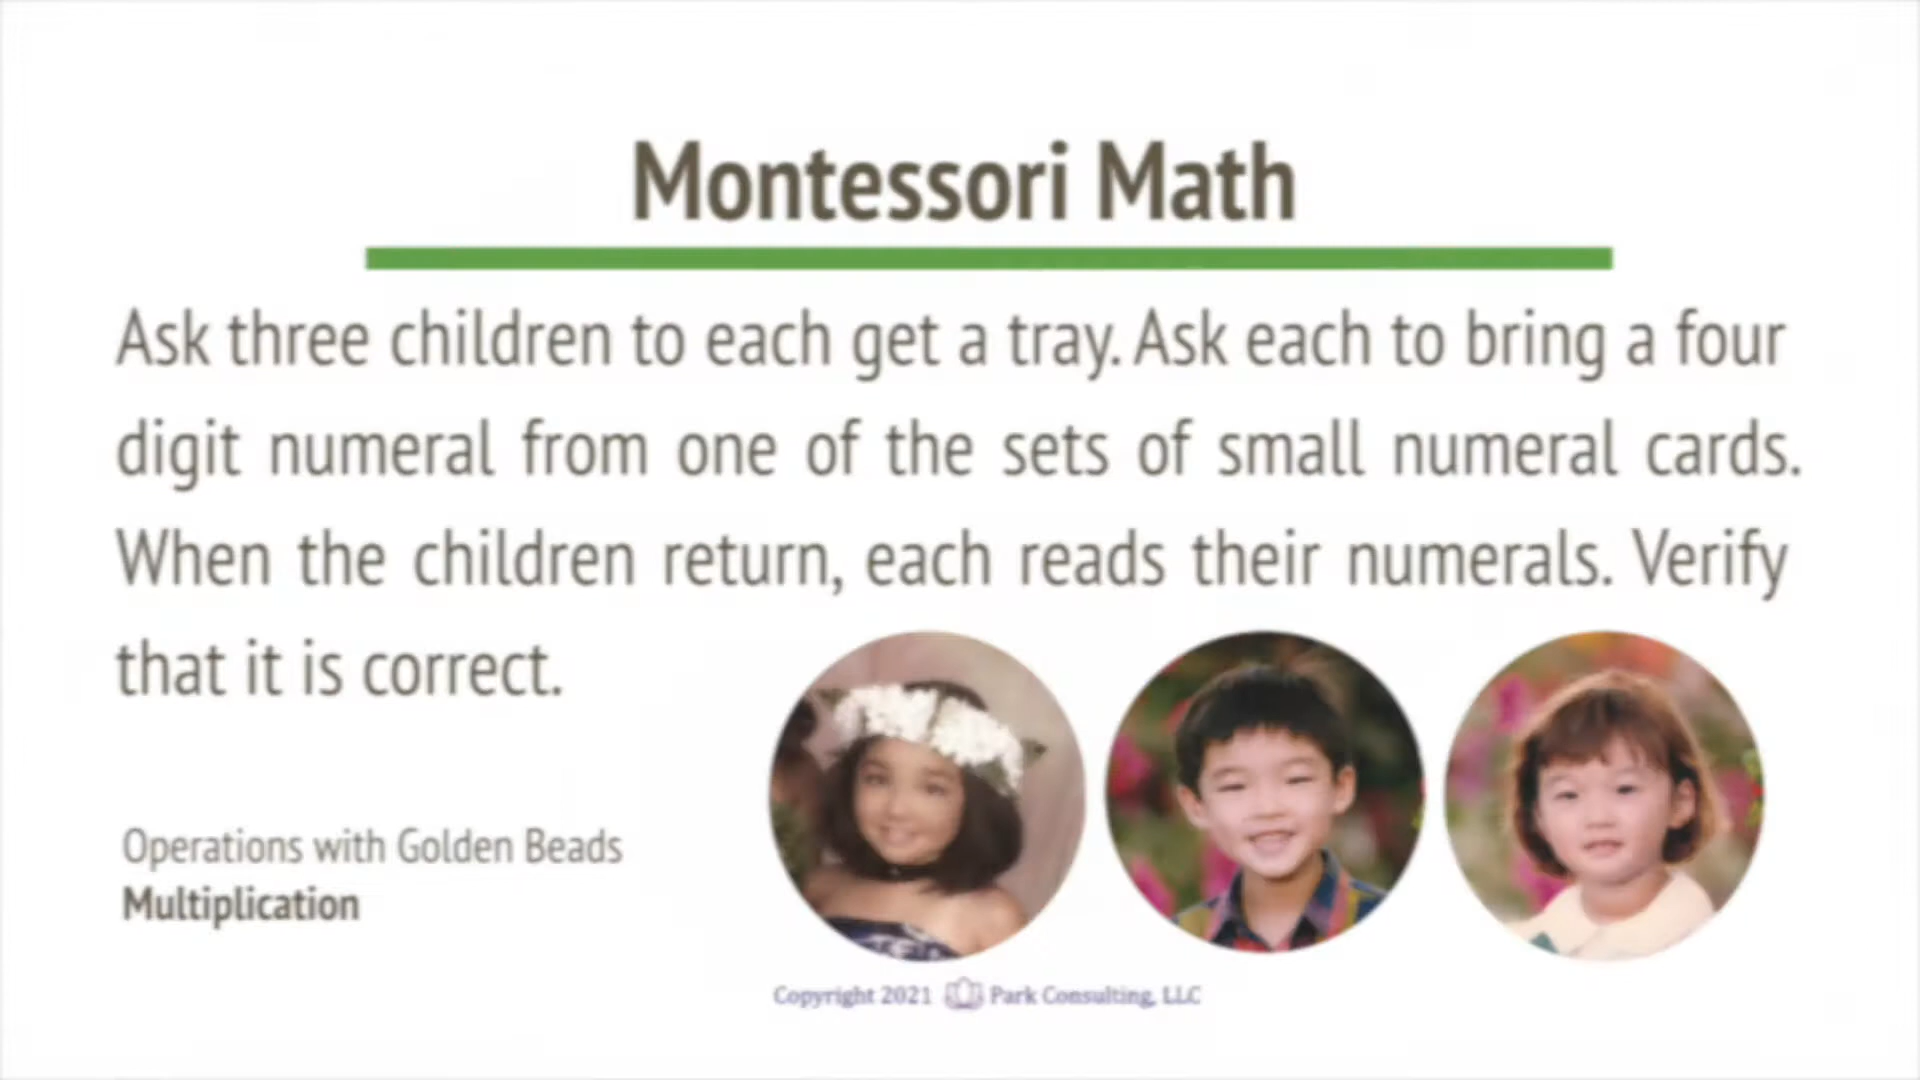 Montessori Math
Ask three children to each get a tray. Ask each to bring a four
digit numeral from one of the sets of small numeral cards.
When the children return, each reads their numerals. Verify
that it is correct.
Operations with Golden Beads
Multiplication
Copyright 2021 Park Consulting, LLC